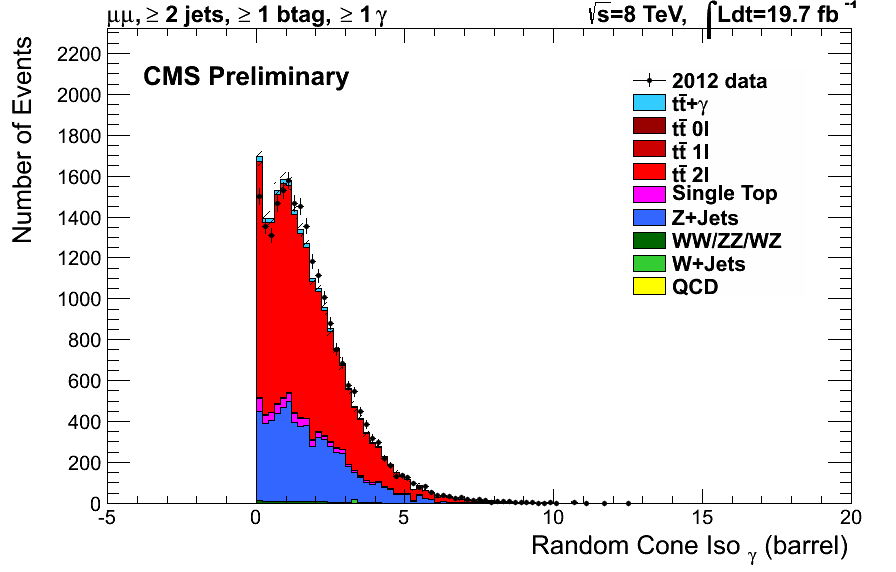 μμ, ≥ 2 jets, ≥ 1 btag, ≥ 1 γ
√s=8 TeV, ∫Ldt=19.7 fb⁻¹
CMS Preliminary
2012 data
tt̄+γ
tt̄ 0l
tt̄ 1l
tt̄ 2l
Single Top
Z+Jets
WW/ZZ/WZ
W+Jets
QCD
Number of Events
2200
2000
1800
1600
1400
1200
1000
800
600
400
200
0
-5 0 5 10 15 20
Random Cone Iso γ (barrel)